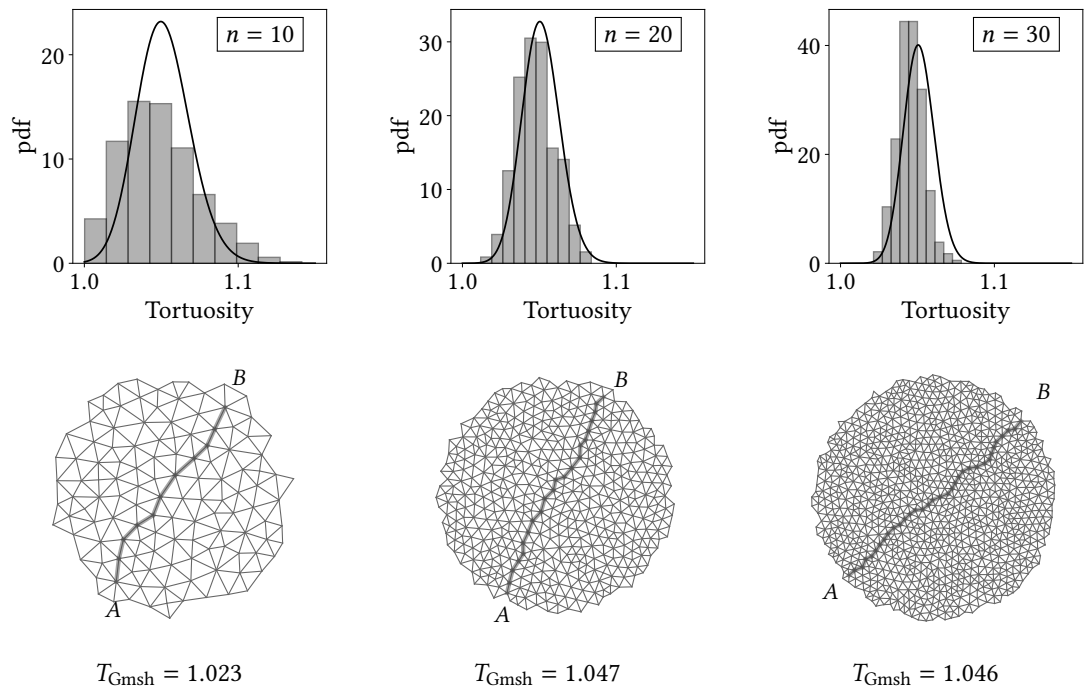 n = 10
20
10
0
pdf
1.0 1.1
Tortuosity
n = 20
30
20
10
0
pdf
1.0 1.1
Tortuosity
n = 30
40
20
0
pdf
1.0 1.1
Tortuosity
B
A
B
A
B
A
T_Gmsh = 1.023
T_Gmsh = 1.047
T_Gmsh = 1.046